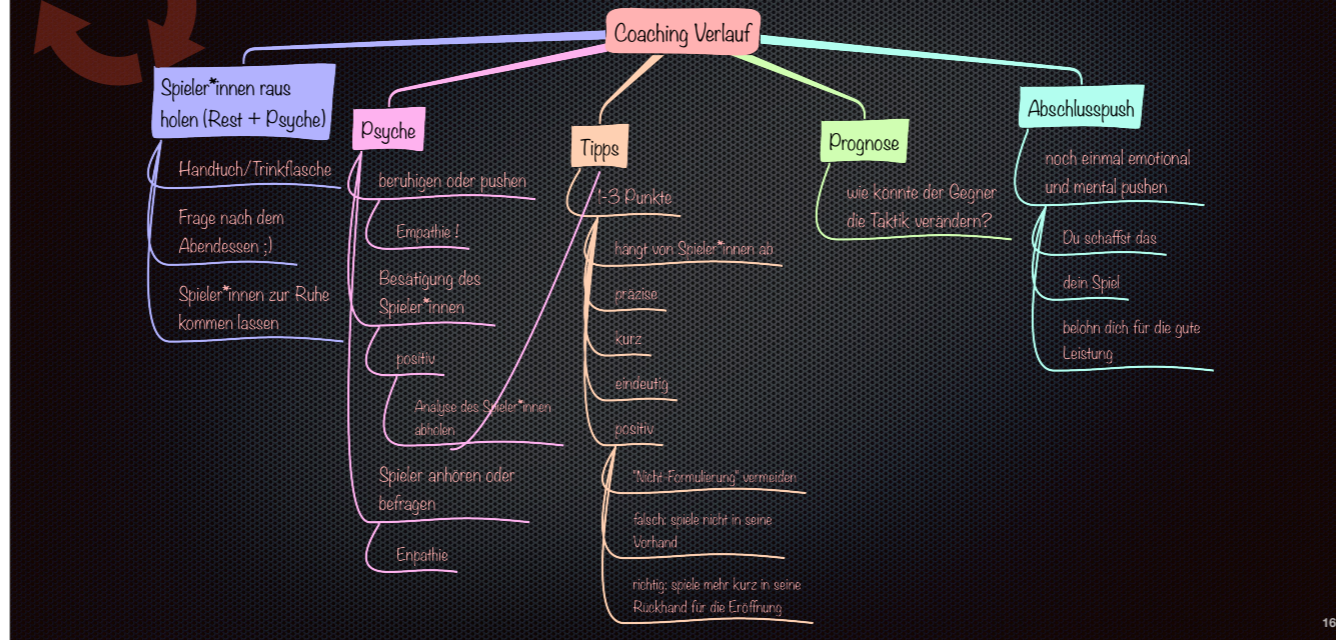 Coaching Verlauf
Spieler*innen raus
holen (Rest + Psyche)
Handtuch/Trinkflasche
Frage nach dem
Abendessen ;)
Spieler*innen zur Ruhe
kommen lassen
Psyche
beruhigen oder pushen
Empathie !
Besätigung des
Spieler*innen
positiv
Analyse des Spieler*innen
abholen
Spieler anhören oder
befragen
Enpathie
Tipps
1-3 Punkte
hängt von Spieler*innen ab
präzise
kurz
eindeutig
positiv
"Nicht-Formulierung" vermeiden
falsch: spiele nicht in seine
Vorhand
richtig: spiele mehr kurz in seine
Rückhand für die Eröffnung
Prognose
wie könnte der Gegner
die Taktik verändern?
Abschlusspush
noch einmal emotional
und mental pushen
Du schaffst das
dein Spiel
belohn dich für die gute
Leistung
16